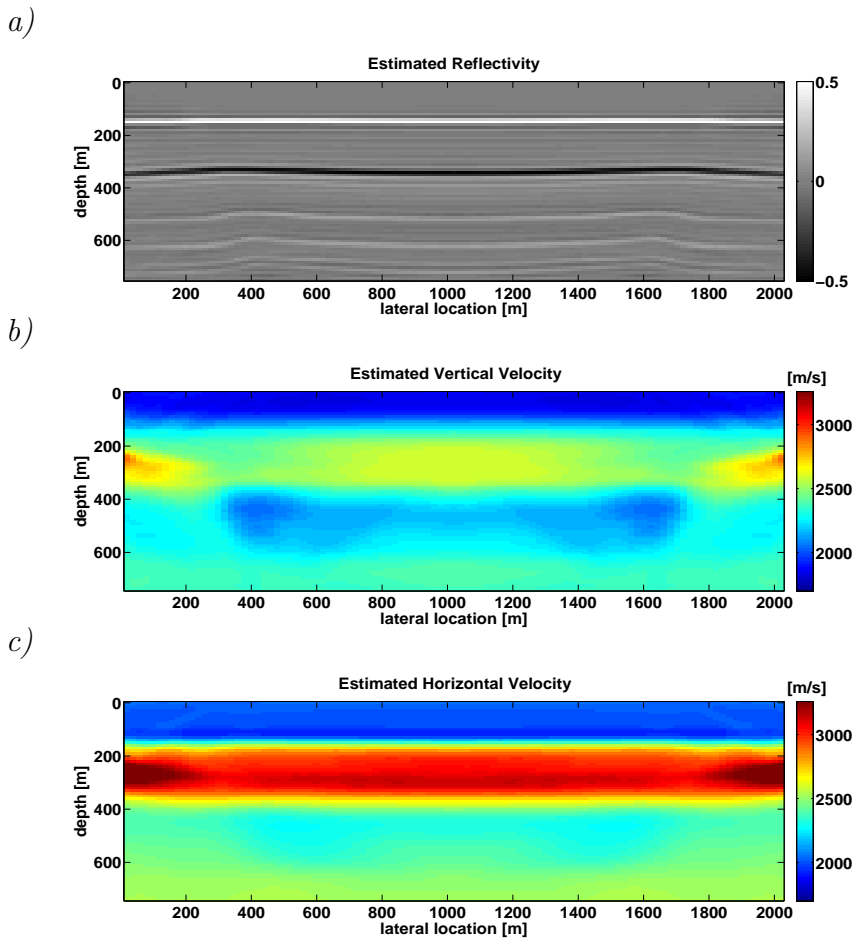 a)
Estimated Reflectivity
0
200
400
600
depth [m]
200 400 600 800 1000 1200 1400 1600 1800 2000
lateral location [m]
0.5
0
−0.5
b)
Estimated Vertical Velocity
[m/s]
0
200
400
600
depth [m]
200 400 600 800 1000 1200 1400 1600 1800 2000
lateral location [m]
3000
2500
2000
c)
Estimated Horizontal Velocity
[m/s]
0
200
400
600
depth [m]
200 400 600 800 1000 1200 1400 1600 1800 2000
lateral location [m]
3000
2500
2000